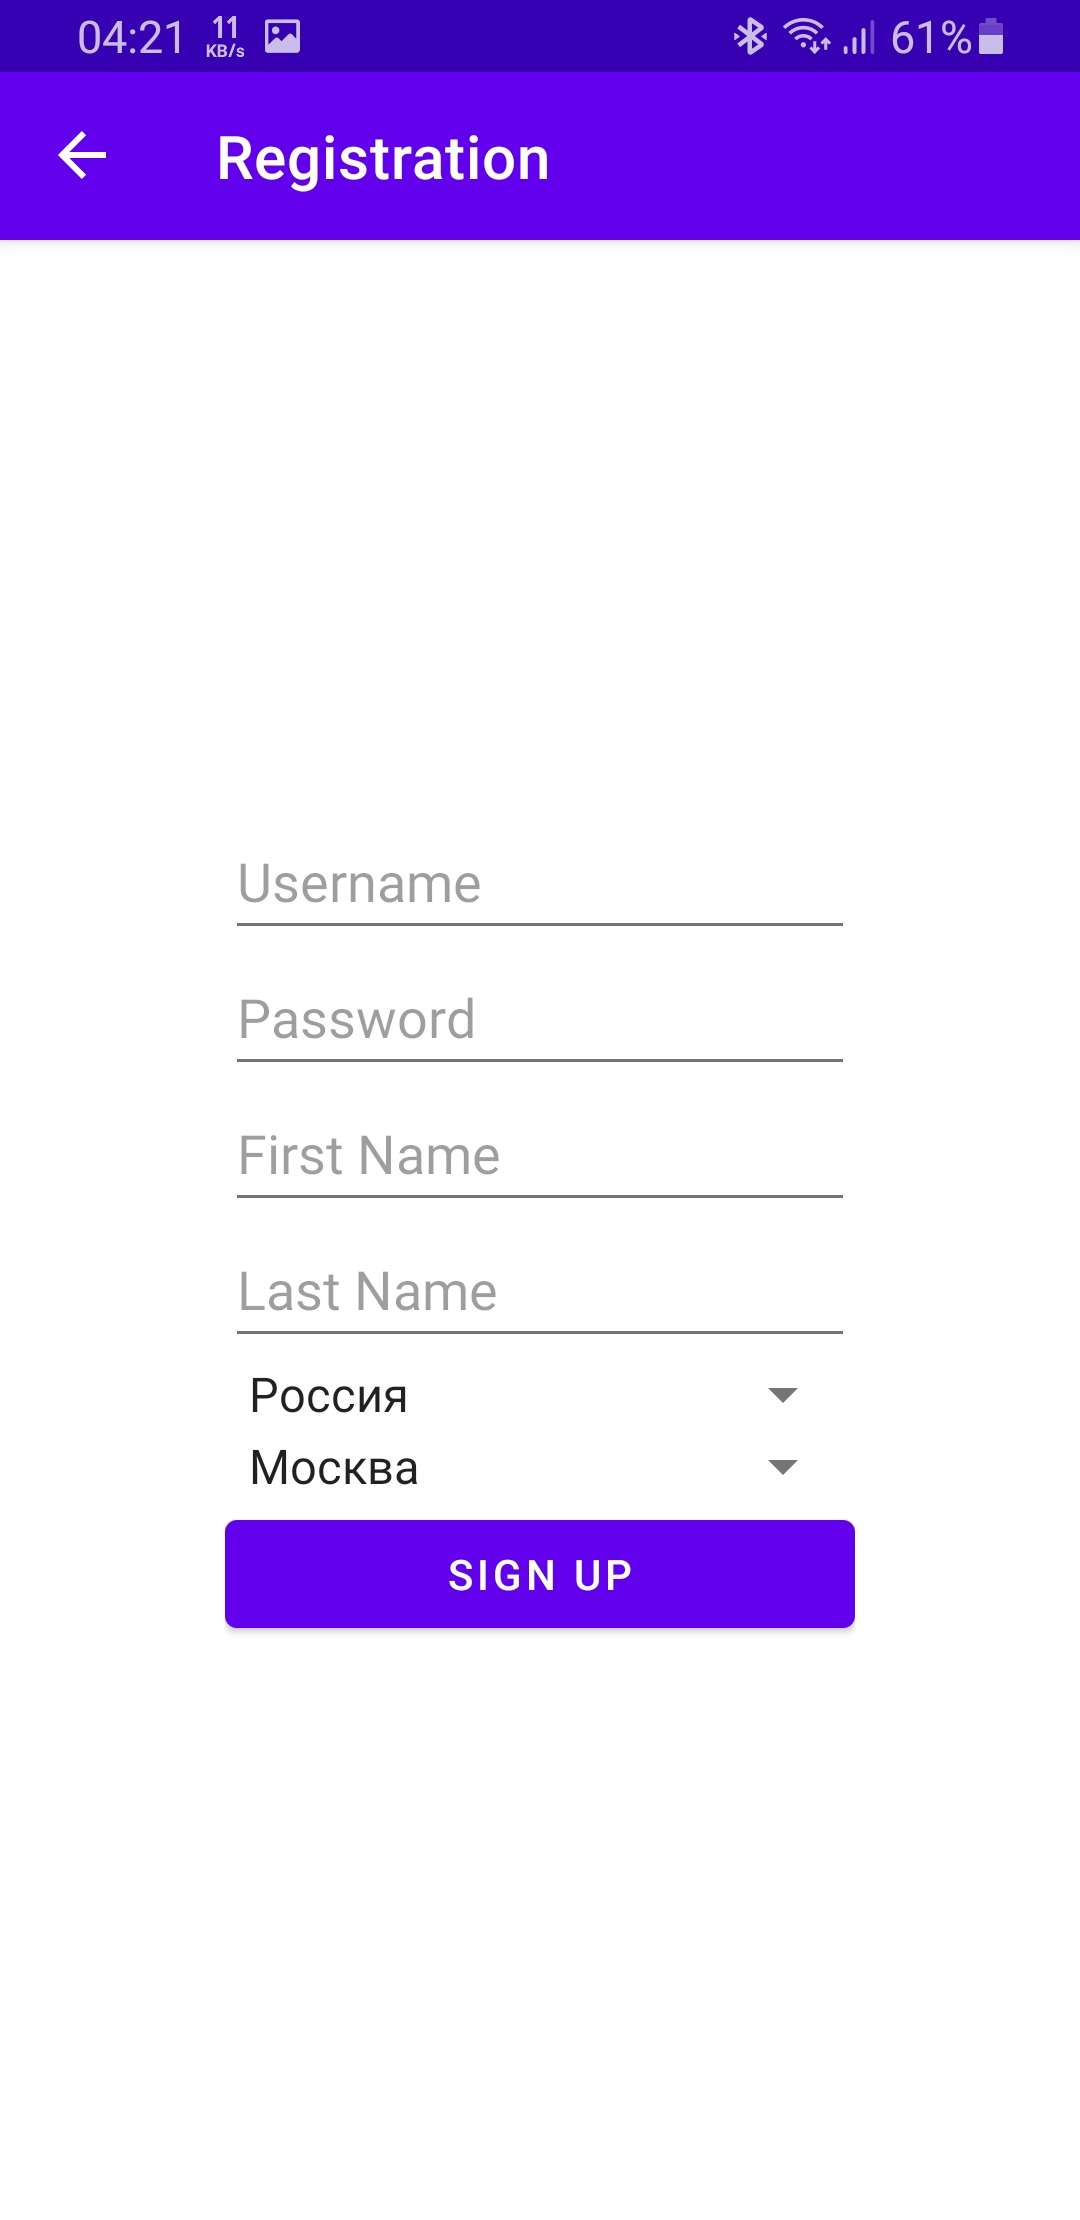 04:21 11 KB/s 61%
Registration
Username
Password
First Name
Last Name
Россия
Москва
SIGN UP